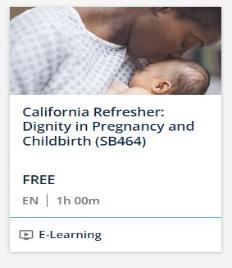 California Refresher:
Dignity in Pregnancy and
Childbirth (SB464)
FREE
EN | 1h 00m
E-Learning